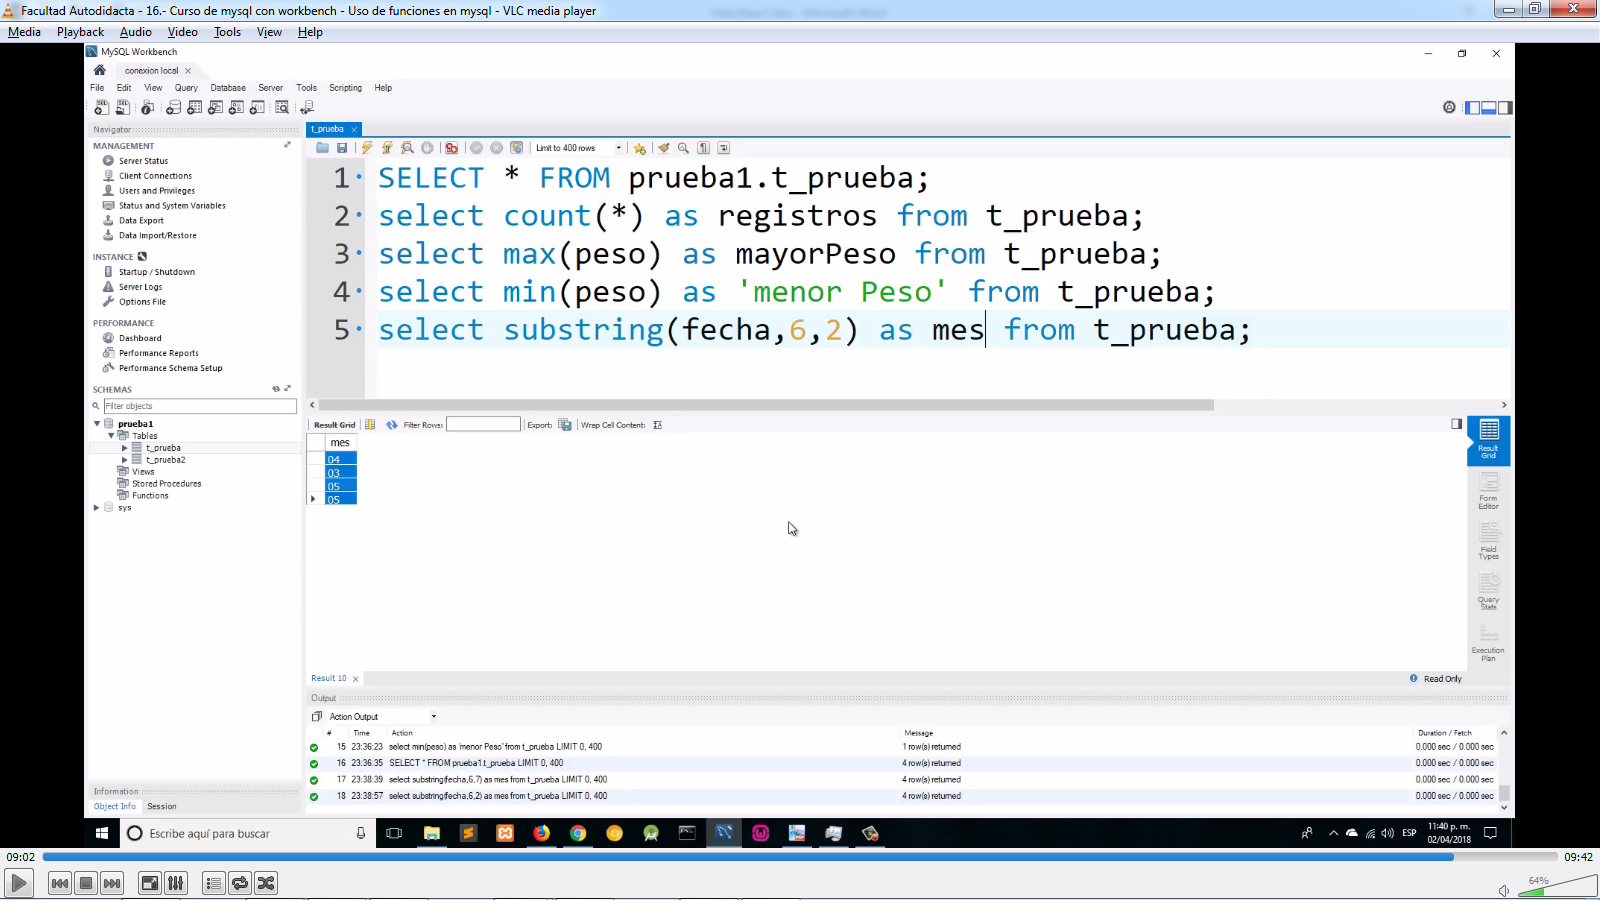 Facultad Autodidacta - 16.- Curso de mysql con workbench - Uso de funciones en mysql - VLC media player
Media Playback Audio Video Tools View Help
MySQL Workbench
conexion local
File Edit View Query Database Server Tools Scripting Help
Navigator
MANAGEMENT
Server Status
Client Connections
Users and Privileges
Status and System Variables
Data Export
Data Import/Restore
INSTANCE
Startup / Shutdown
Server Logs
Options File
PERFORMANCE
Dashboard
Performance Reports
Performance Schema Setup
SCHEMAS
Filter objects
prueba1
Tables
t_prueba
t_prueba2
Views
Stored Procedures
Functions
sys
Information
Object Info Session
t_prueba
Limit to 400 rows
1 SELECT * FROM prueba1.t_prueba;
2 select count(*) as registros from t_prueba;
3 select max(peso) as mayorPeso from t_prueba;
4 select min(peso) as 'menor Peso' from t_prueba;
5 select substring(fecha,6,2) as mes from t_prueba;
Result Grid Filter Rows: Export: Wrap Cell Content:
mes
04
03
05
05
Result Grid
Form Editor
Field Types
Query Stats
Execution Plan
Result 10 Read Only
Output
Action Output
# Time Action Message Duration / Fetch
15 23:36:23 select min(peso) as 'menor Peso' from t_prueba LIMIT 0, 400 1 row(s) returned 0.000 sec / 0.000 sec
16 23:36:35 SELECT * FROM prueba1.t_prueba LIMIT 0, 400 4 row(s) returned 0.000 sec / 0.000 sec
17 23:38:39 select substring(fecha,6,7) as mes from t_prueba LIMIT 0, 400 4 row(s) returned 0.000 sec / 0.000 sec
18 23:38:57 select substring(fecha,6,2) as mes from t_prueba LIMIT 0, 400 4 row(s) returned 0.000 sec / 0.000 sec
Escribe aquí para buscar
ESP
11:40 p. m.
02/04/2018
09:02 09:42
64%